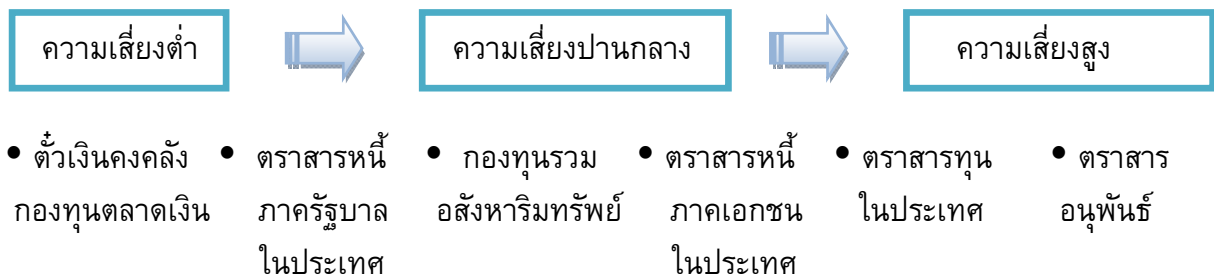 ความเสี่ยงต่ำ
ความเสี่ยงปานกลาง
ความเสี่ยงสูง
• ตั๋วเงินคงคลัง
กองทุนตลาดเงิน
• ตราสารหนี้
ภาครัฐบาล
ในประเทศ
• กองทุนรวม
อสังหาริมทรัพย์
• ตราสารหนี้
ภาคเอกชน
ในประเทศ
• ตราสารทุน
ในประเทศ
• ตราสาร
อนุพันธ์